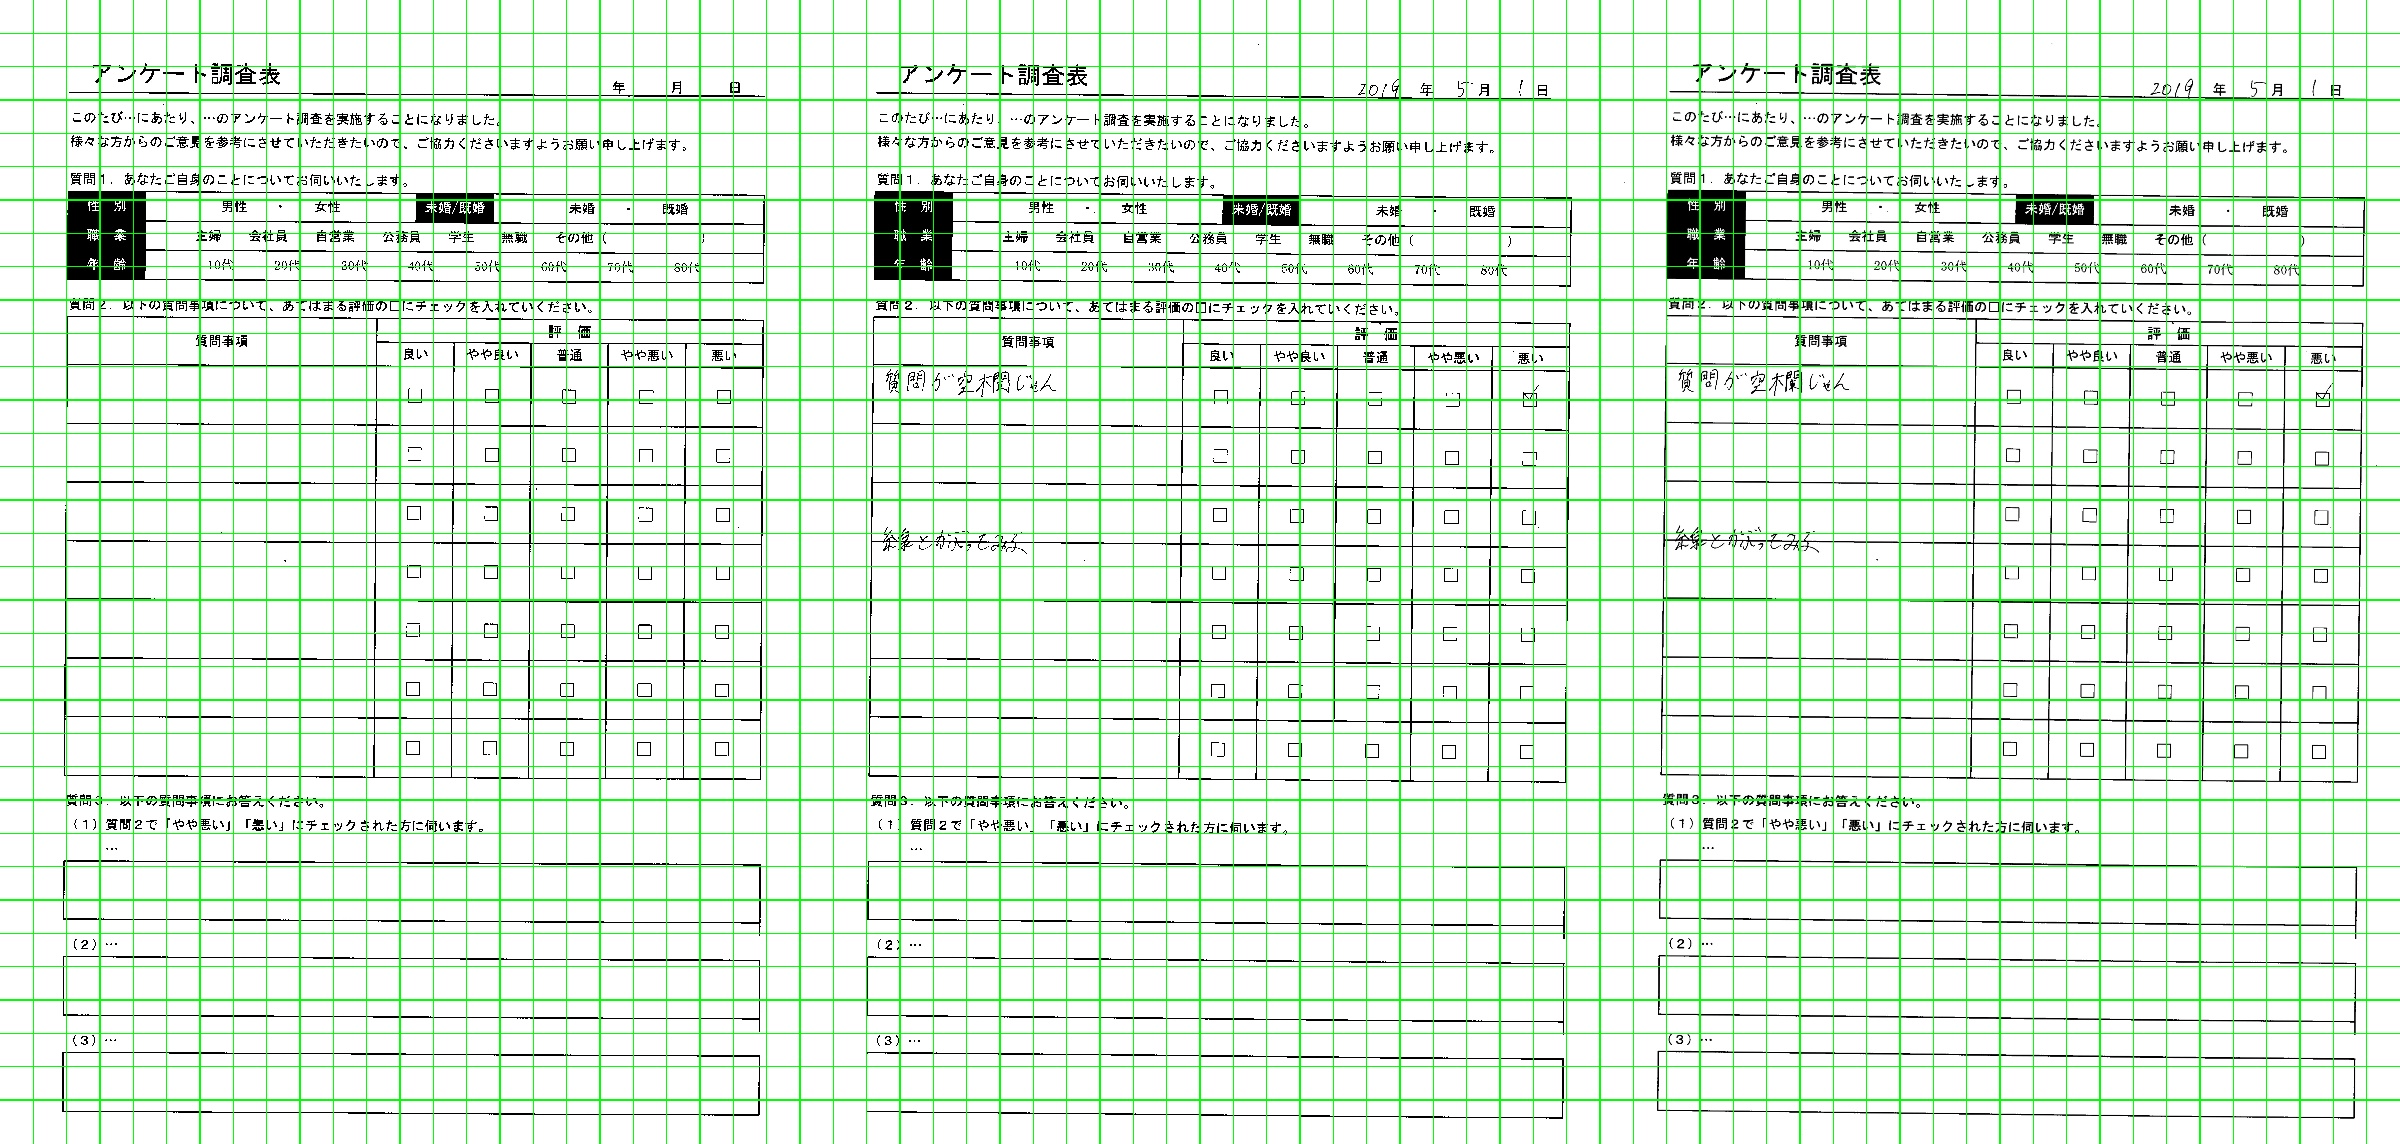 アンケート調査表
年 月 日
このたび…にあたり、…のアンケート調査を実施することになりました。
様々な方からのご意見を参考にさせていただきたいので、ご協力くださいますようお願い申し上げます。
質問1．あなたご自身のことについてお伺いいたします。
性 別 男性 ・ 女性 未婚/既婚 未婚 ・ 既婚
職 業 主婦 会社員 自営業 公務員 学生 無職 その他（ ）
年 齢 10代 20代 30代 40代 50代 60代 70代 80代
質問2．以下の質問事項について、あてはまる評価の□にチェックを入れていください。
質問事項 評 価
良い やや良い 普通 やや悪い 悪い
質問3．以下の質問事項にお答えください。
（1）質問2で「やや悪い」「悪い」にチェックされた方に伺います。
…
（2）…
（3）…
アンケート調査表
2019 年 5 月 1 日
このたび…にあたり、…のアンケート調査を実施することになりました。
様々な方からのご意見を参考にさせていただきたいので、ご協力くださいますようお願い申し上げます。
質問1．あなたご自身のことについてお伺いいたします。
性 別 男性 ・ 女性 未婚/既婚 未婚 ・ 既婚
職 業 主婦 会社員 自営業 公務員 学生 無職 その他（ ）
年 齢 10代 20代 30代 40代 50代 60代 70代 80代
質問2．以下の質問事項について、あてはまる評価の□にチェックを入れていください。
質問事項 評 価
良い やや良い 普通 やや悪い 悪い
質問が空欄じゃん
とかぶってみる
質問3．以下の質問事項にお答えください。
（1）質問2で「やや悪い」「悪い」にチェックされた方に伺います。
…
（2）…
（3）…
アンケート調査表
2019 年 5 月 1 日
このたび…にあたり、…のアンケート調査を実施することになりました。
様々な方からのご意見を参考にさせていただきたいので、ご協力くださいますようお願い申し上げます。
質問1．あなたご自身のことについてお伺いいたします。
性 別 男性 ・ 女性 未婚/既婚 未婚 ・ 既婚
職 業 主婦 会社員 自営業 公務員 学生 無職 その他（ ）
年 齢 10代 20代 30代 40代 50代 60代 70代 80代
質問2．以下の質問事項について、あてはまる評価の□にチェックを入れていください。
質問事項 評 価
良い やや良い 普通 やや悪い 悪い
質問が空欄じゃん
とかぶってみる
質問3．以下の質問事項にお答えください。
（1）質問2で「やや悪い」「悪い」にチェックされた方に伺います。
…
（2）…
（3）…